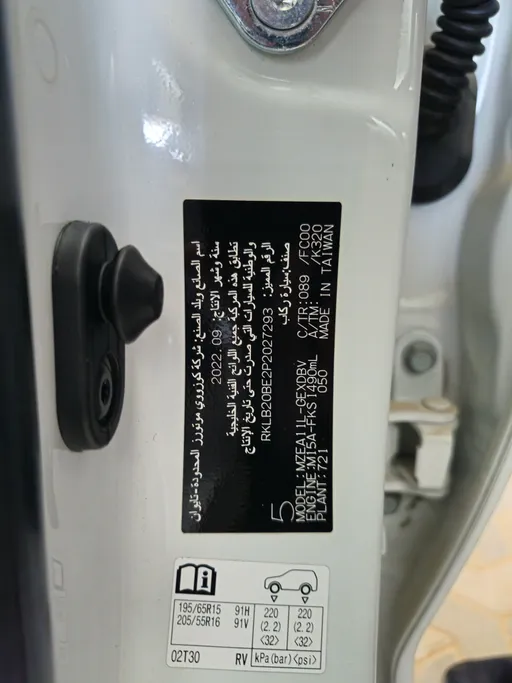 اسم الصانع وبلد الصنع: شركة كوزروي موتورز المحدودة-تايوان
سنة وشهر الانتاج: 2022.09
تطابق هذه المركبة جميع اللوائح الفنية الخليجية
والوطنية للسيارات التي صدرت حتى تاريخ الإنتاج
الرقم المميز: RKLB20BE2P2027293
صنف: سيارة ركاب
5
MODEL:MZEA11L-GEXDBV C/TR:089 /FC00
ENGINE:M15A-FKS 1490mL A/TM: /K320
PLANT:721 050 MADE IN TAIWAN
195/65R15 91H 220 220
205/55R16 91V (2.2) (2.2)
<32> <32>
02T30 RV kPa(bar)<psi>